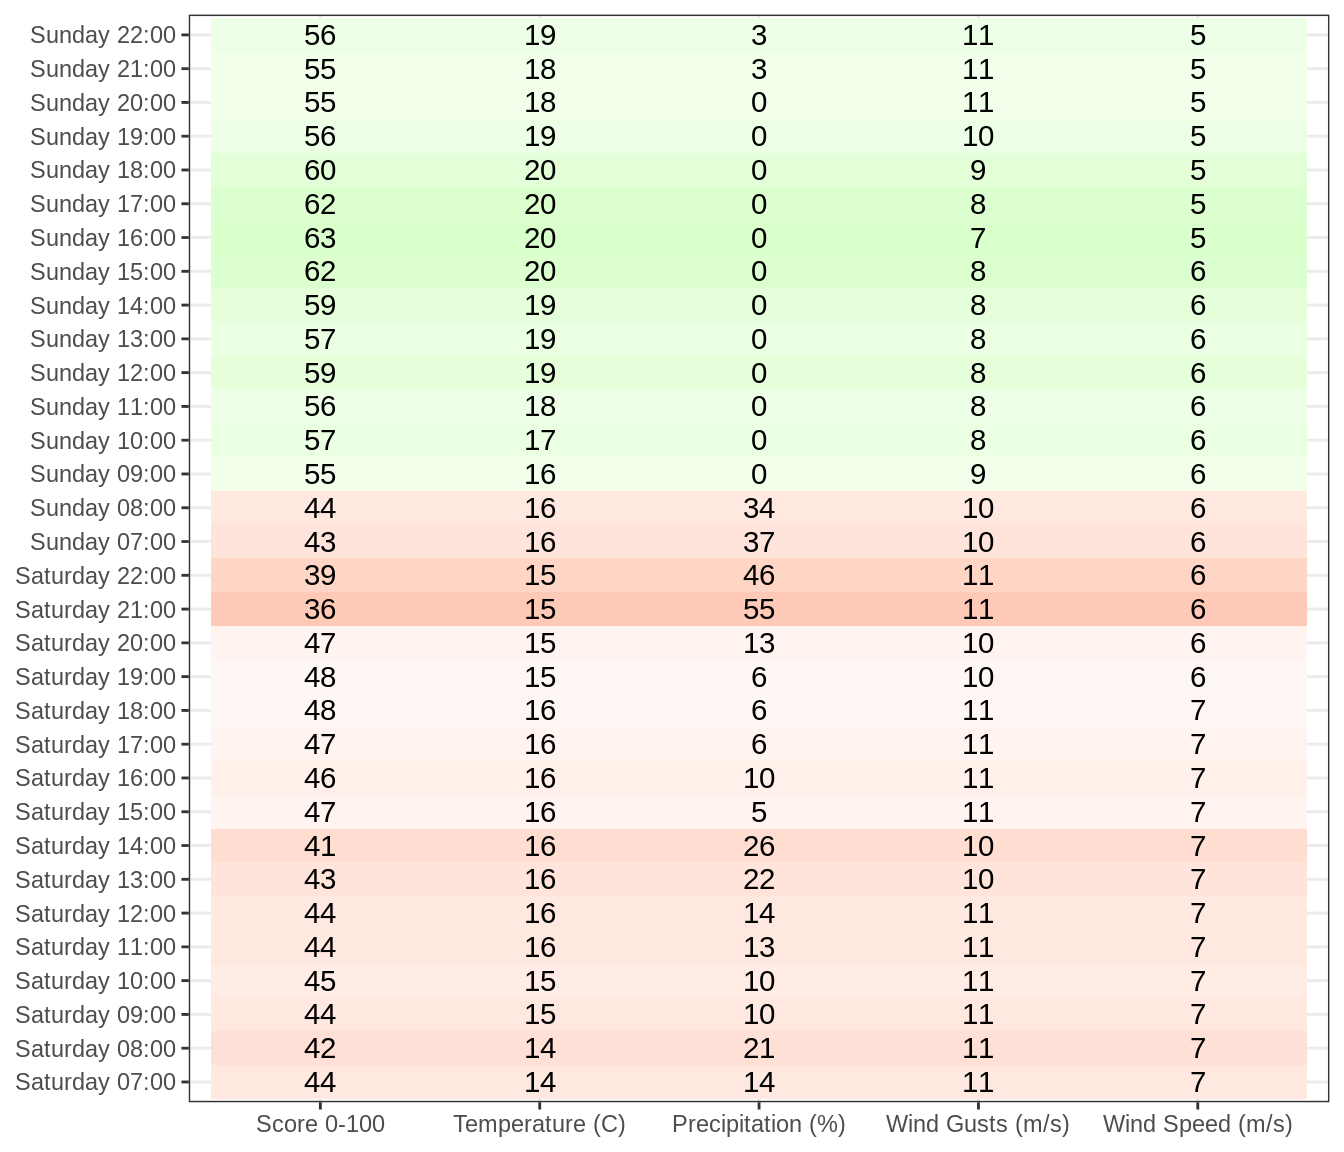 Sunday 22:00 56 19 3 11 5
Sunday 21:00 55 18 3 11 5
Sunday 20:00 55 18 0 11 5
Sunday 19:00 56 19 0 10 5
Sunday 18:00 60 20 0 9 5
Sunday 17:00 62 20 0 8 5
Sunday 16:00 63 20 0 7 5
Sunday 15:00 62 20 0 8 6
Sunday 14:00 59 19 0 8 6
Sunday 13:00 57 19 0 8 6
Sunday 12:00 59 19 0 8 6
Sunday 11:00 56 18 0 8 6
Sunday 10:00 57 17 0 8 6
Sunday 09:00 55 16 0 9 6
Sunday 08:00 44 16 34 10 6
Sunday 07:00 43 16 37 10 6
Saturday 22:00 39 15 46 11 6
Saturday 21:00 36 15 55 11 6
Saturday 20:00 47 15 13 10 6
Saturday 19:00 48 15 6 10 6
Saturday 18:00 48 16 6 11 7
Saturday 17:00 47 16 6 11 7
Saturday 16:00 46 16 10 11 7
Saturday 15:00 47 16 5 11 7
Saturday 14:00 41 16 26 10 7
Saturday 13:00 43 16 22 10 7
Saturday 12:00 44 16 14 11 7
Saturday 11:00 44 16 13 11 7
Saturday 10:00 45 15 10 11 7
Saturday 09:00 44 15 10 11 7
Saturday 08:00 42 14 21 11 7
Saturday 07:00 44 14 14 11 7
Score 0-100 Temperature (C) Precipitation (%) Wind Gusts (m/s) Wind Speed (m/s)